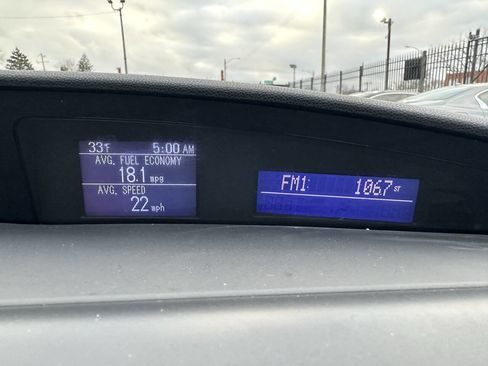 33°F 5:00 AM
AVG. FUEL ECONOMY
18.1 mpg
AVG. SPEED
22 mph
FM1: 106.7 ST